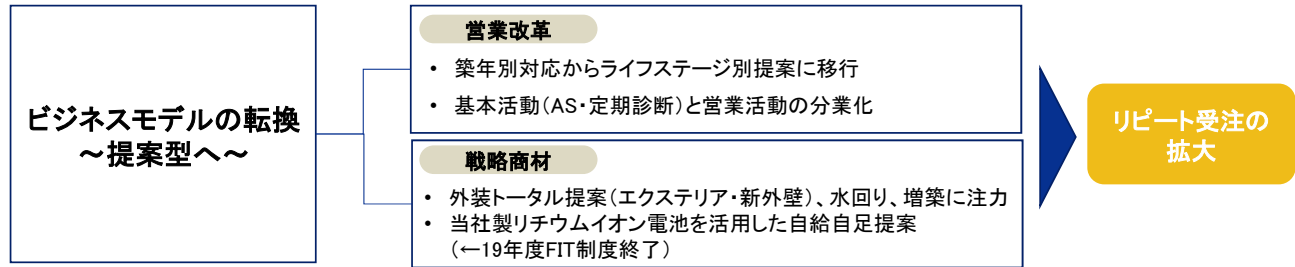 ビジネスモデルの転換
～提案型へ～
営業改革
• 築年別対応からライフステージ別提案に移行
• 基本活動（AS・定期診断）と営業活動の分業化
戦略商材
• 外装トータル提案（エクステリア・新外壁）、水回り、増築に注力
• 当社製リチウムイオン電池を活用した自給自足提案
（←19年度FIT制度終了）
リピート受注の
拡大